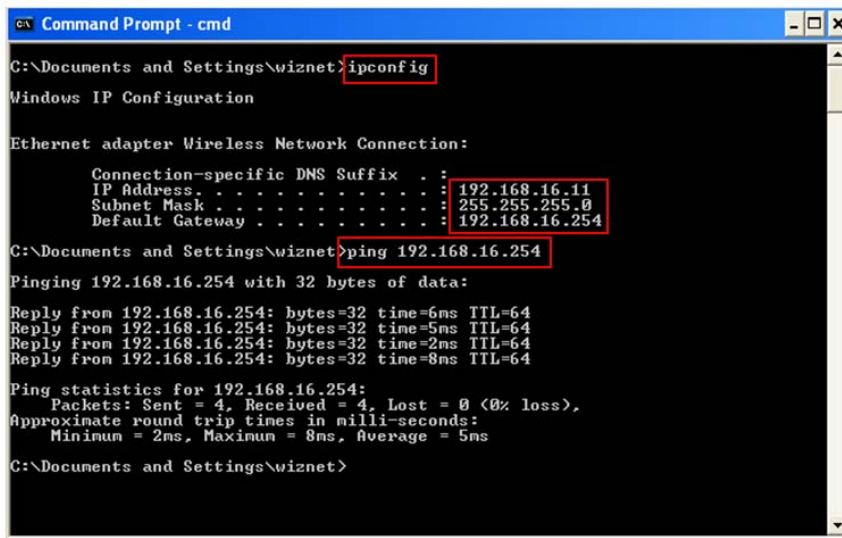 Command Prompt - cmd
C:\Documents and Settings\wiznet>ipconfig
Windows IP Configuration
Ethernet adapter Wireless Network Connection:
Connection-specific DNS Suffix . :
IP Address. . . . . . . . . . . . : 192.168.16.11
Subnet Mask . . . . . . . . . . . : 255.255.255.0
Default Gateway . . . . . . . . . : 192.168.16.254
C:\Documents and Settings\wiznet>ping 192.168.16.254
Pinging 192.168.16.254 with 32 bytes of data:
Reply from 192.168.16.254: bytes=32 time=6ms TTL=64
Reply from 192.168.16.254: bytes=32 time=5ms TTL=64
Reply from 192.168.16.254: bytes=32 time=2ms TTL=64
Reply from 192.168.16.254: bytes=32 time=8ms TTL=64
Ping statistics for 192.168.16.254:
Packets: Sent = 4, Received = 4, Lost = 0 (0% loss),
Approximate round trip times in milli-seconds:
Minimum = 2ms, Maximum = 8ms, Average = 5ms
C:\Documents and Settings\wiznet>